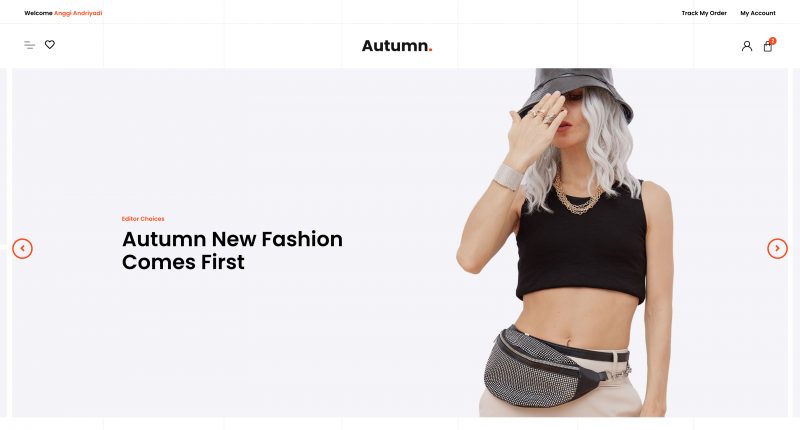 Welcome Anggi Andriyadi
Track My Order
My Account
Autumn.
Editor Choices
Autumn New Fashion
Comes First